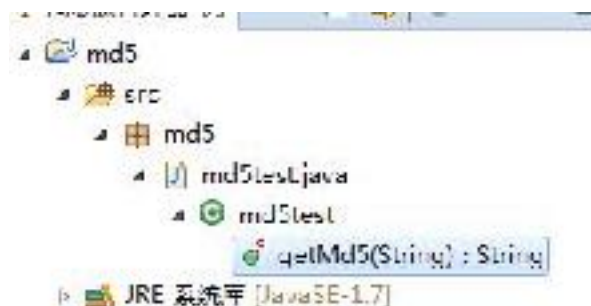 md5
src
md5
md5test.java
md5test
getMd5(String) : String
JRE 系统库 [JavaSE-1.7]